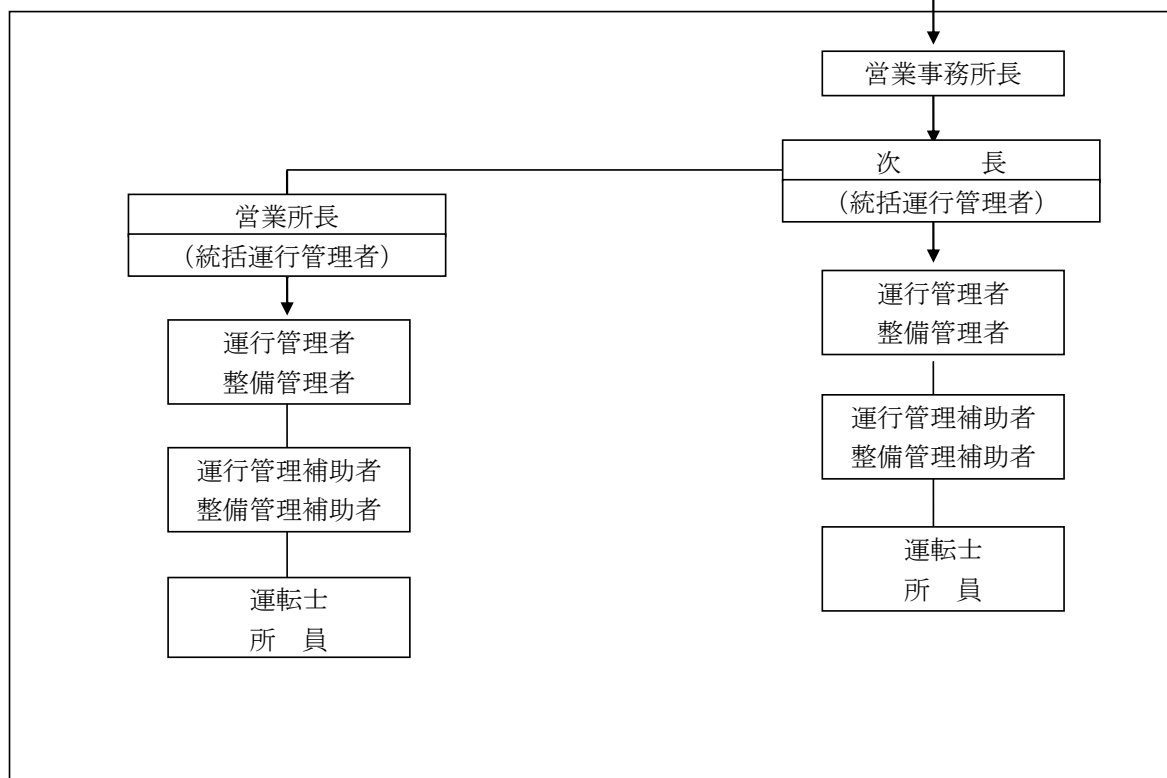 営業事務所長
次　　　長
（統括運行管理者）
営業所長
（統括運行管理者）
運行管理者
整備管理者
運行管理補助者
整備管理補助者
運転士
所　員
運行管理者
整備管理者
運行管理補助者
整備管理補助者
運転士
所　員